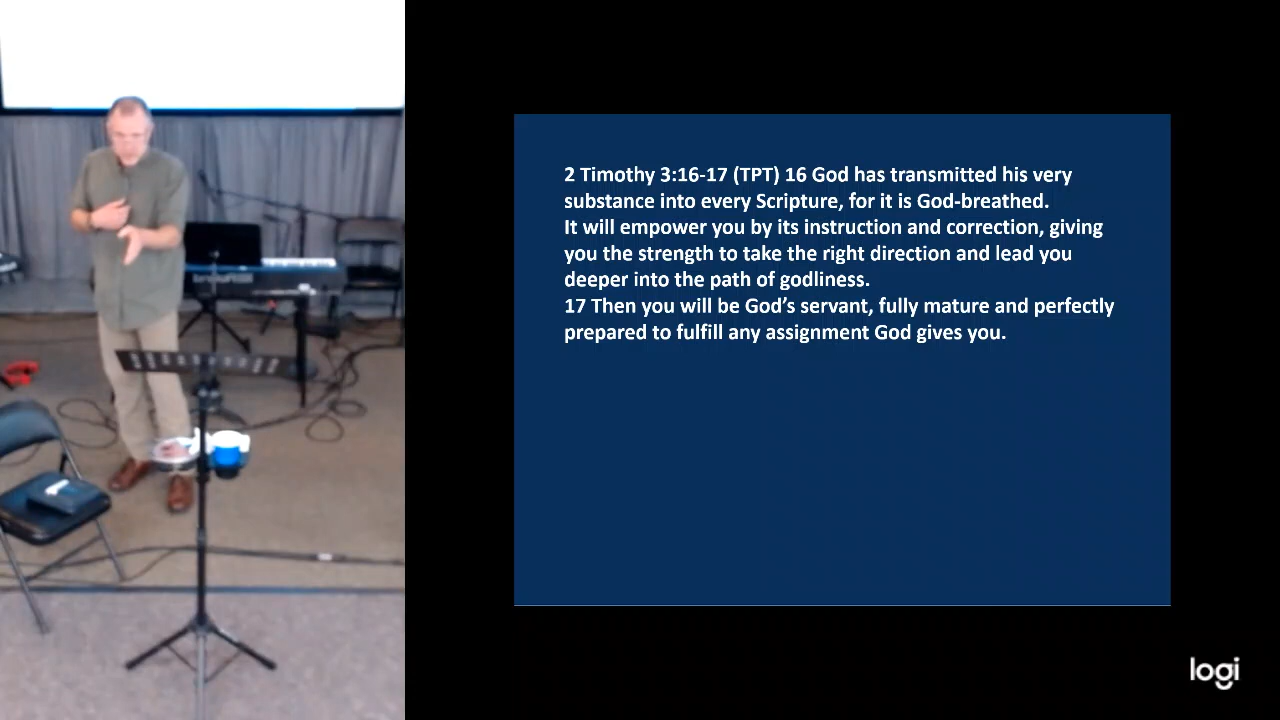 2 Timothy 3:16-17 (TPT) 16 God has transmitted his very
substance into every Scripture, for it is God-breathed.
It will empower you by its instruction and correction, giving
you the strength to take the right direction and lead you
deeper into the path of godliness.
17 Then you will be God’s servant, fully mature and perfectly
prepared to fulfill any assignment God gives you.
logi